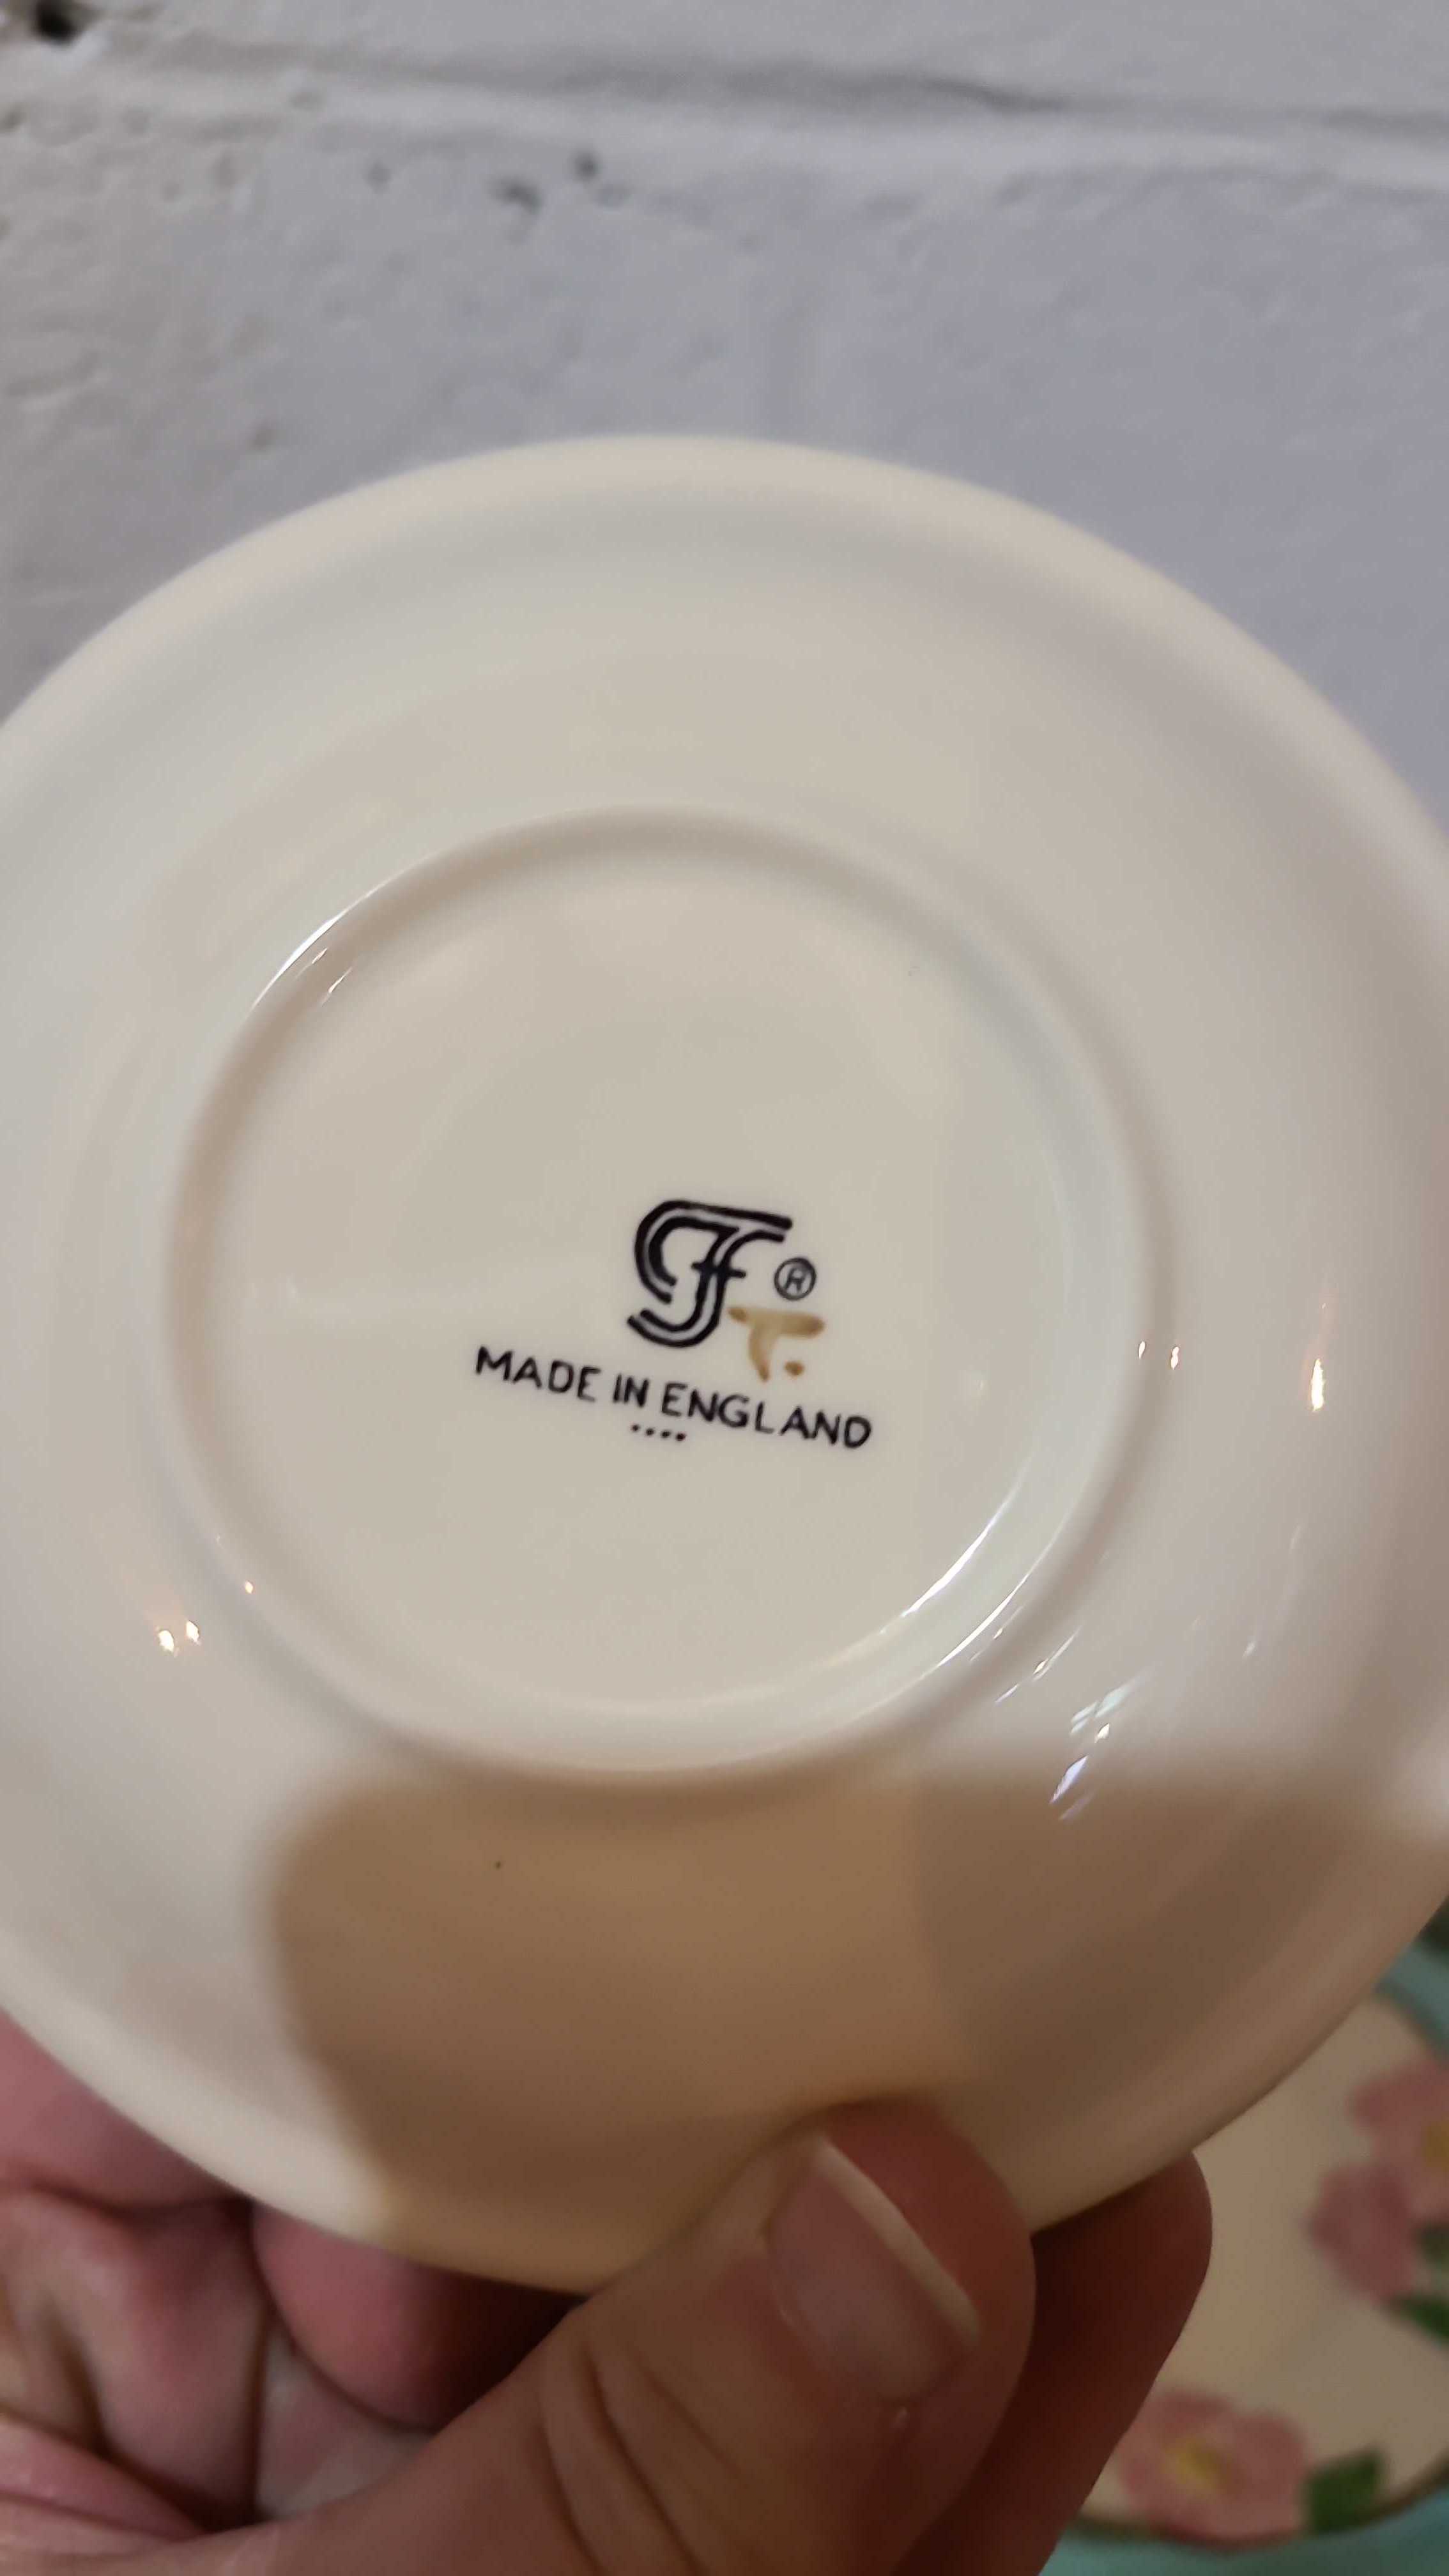 F ®
T.
MADE IN ENGLAND
....